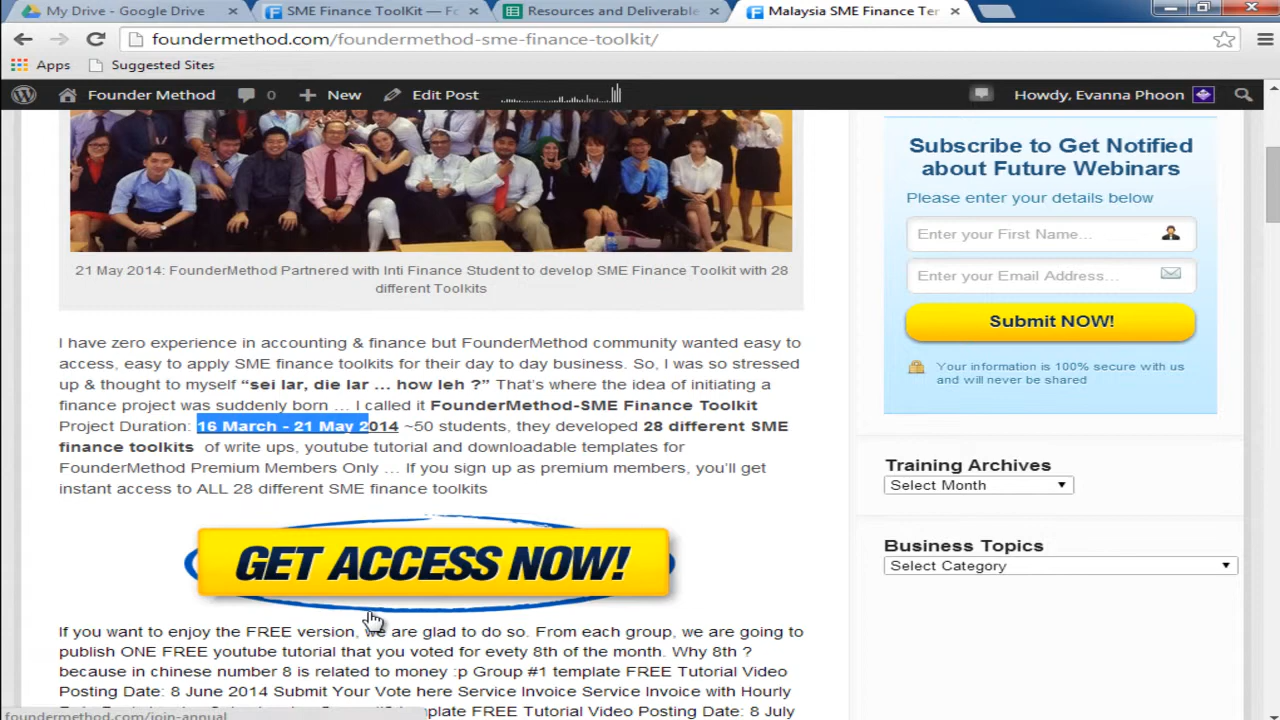 My Drive - Google Drive
SME Finance ToolKit — Fo
Resources and Deliverable
Malaysia SME Finance Ter
foundermethod.com/foundermethod-sme-finance-toolkit/
Apps
Suggested Sites
Founder Method
0
New
Edit Post
Howdy, Evanna Phoon
21 May 2014: FounderMethod Partnered with Inti Finance Student to develop SME Finance Toolkit with 28
different Toolkits
I have zero experience in accounting & finance but FounderMethod community wanted easy to
access, easy to apply SME finance toolkits for their day to day business. So, I was so stressed
up & thought to myself “sei lar, die lar ... how leh ?” That’s where the idea of initiating a
finance project was suddenly born ... I called it FounderMethod-SME Finance Toolkit
Project Duration: 16 March - 21 May 2014 ~50 students, they developed 28 different SME
finance toolkits of write ups, youtube tutorial and downloadable templates for
FounderMethod Premium Members Only ... If you sign up as premium members, you’ll get
instant access to ALL 28 different SME finance toolkits
GET ACCESS NOW!
If you want to enjoy the FREE version, we are glad to do so. From each group, we are going to
publish ONE FREE youtube tutorial that you voted for evety 8th of the month. Why 8th ?
because in chinese number 8 is related to money :p Group #1 template FREE Tutorial Video
Posting Date: 8 June 2014 Submit Your Vote here Service Invoice Service Invoice with Hourly
template FREE Tutorial Video Posting Date: 8 July
foundermethod.com/join-annual
Subscribe to Get Notified
about Future Webinars
Please enter your details below
Enter your First Name...
Enter your Email Address...
Submit NOW!
Your information is 100% secure with us
and will never be shared
Training Archives
Select Month
Business Topics
Select Category